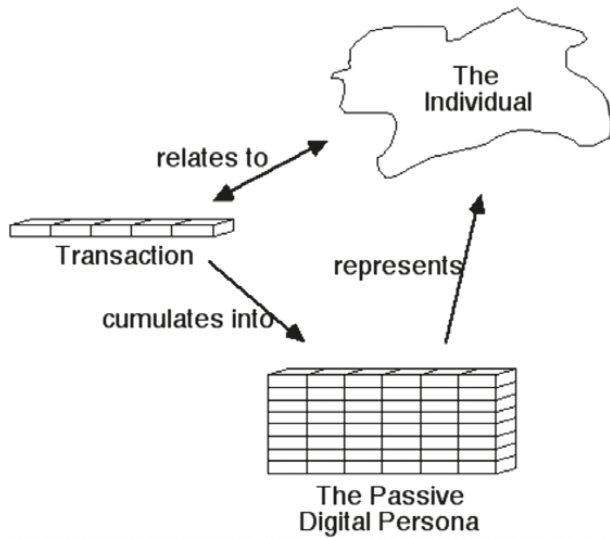 The
Individual
relates to
Transaction
represents
cumulates into
The Passive
Digital Persona